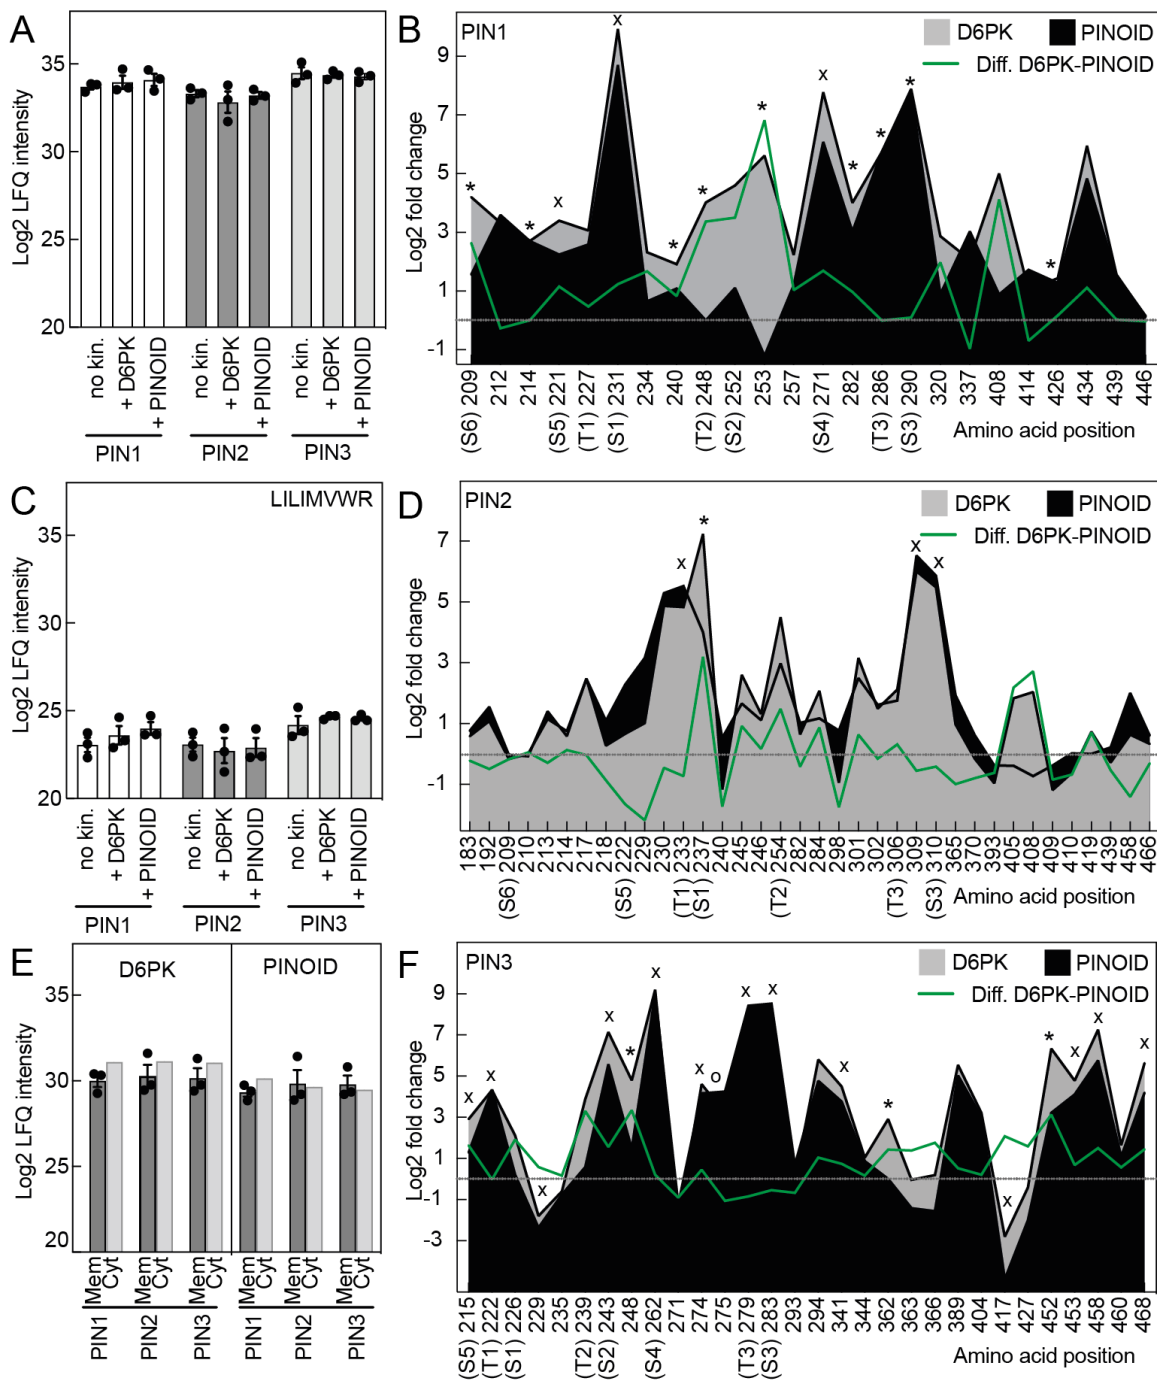 A
Log2 LFQ intensity
35
30
25
20
no kin.
+ D6PK
+ PINOID
no kin.
+ D6PK
+ PINOID
no kin.
+ D6PK
+ PINOID
PIN1
PIN2
PIN3
B
PIN1
D6PK
PINOID
Diff. D6PK-PINOID
Log2 fold change
9
7
5
3
1
-1
* * x x * * * x * * * *
(S6) 209
212
214
(S5) 221
(T1) 227
(S1) 231
234
240
(T2) 248
(S2) 252
253
257
(S4) 271
282
(T3) 286
(S3) 290
320
337
408
414
426
434
439
446
Amino acid position
C
LILIMVWR
Log2 LFQ intensity
35
30
25
20
no kin.
+ D6PK
+ PINOID
no kin.
+ D6PK
+ PINOID
no kin.
+ D6PK
+ PINOID
PIN1
PIN2
PIN3
D
PIN2
D6PK
PINOID
Diff. D6PK-PINOID
Log2 fold change
7
3
1
-1
x * x x
183
192
(S6) 209
210
213
214
217
218
(S5) 222
229
230
(T1) 233
(S1) 237
240
245
246
(T2) 254
282
284
298
301
302
(T3) 306
309
(S3) 310
365
370
393
405
408
409
410
419
439
458
466
Amino acid position
E
D6PK
PINOID
Log2 LFQ intensity
35
30
25
20
Mem
Cyt
Mem
Cyt
Mem
Cyt
Mem
Cyt
Mem
Cyt
Mem
Cyt
PIN1
PIN2
PIN3
PIN1
PIN2
PIN3
F
PIN3
D6PK
PINOID
Diff. D6PK-PINOID
Log2 fold change
9
7
5
3
1
-1
-3
x x x x * x x o x x x * x * x x x
(S5) 215
(T1) 222
(S1) 226
229
235
(T2) 239
(S2) 243
248
(S4) 262
271
274
275
(T3) 279
(S3) 283
293
294
341
344
362
363
366
389
404
417
427
452
453
458
460
468
Amino acid position